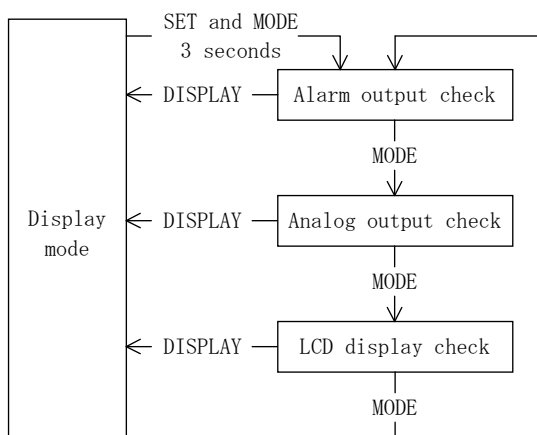 SET and MODE
3 seconds
DISPLAY
Alarm output check
MODE
Display
mode
DISPLAY
Analog output check
MODE
DISPLAY
LCD display check
MODE